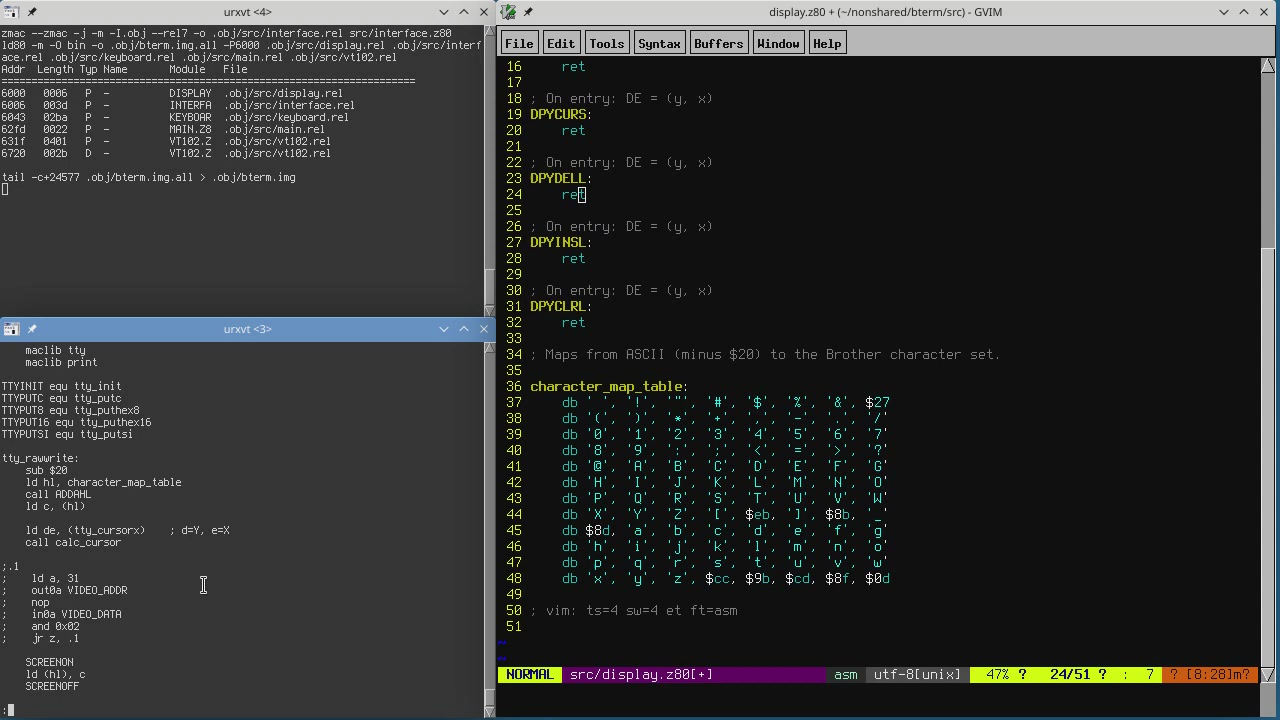 urxvt <4>
zmac --zmac -j -m -I.obj --rel7 -o .obj/src/interface.rel src/interface.z80
ld80 -m -O bin -o .obj/bterm.img.all -P6000 .obj/src/display.rel .obj/src/interf
ace.rel .obj/src/keyboard.rel .obj/src/main.rel .obj/src/vt102.rel
Addr Length Typ Name Module File
================================================================
6000 0006 P - DISPLAY .obj/src/display.rel
6006 003d P - INTERFA .obj/src/interface.rel
6043 02ba P - KEYBOAR .obj/src/keyboard.rel
62fd 0022 P - MAIN.Z8 .obj/src/main.rel
631f 0401 P - VT102.Z .obj/src/vt102.rel
6720 002b D - VT102.Z .obj/src/vt102.rel
tail -c+24577 .obj/bterm.img.all > .obj/bterm.img
urxvt <3>
maclib tty
maclib print
TTYINIT equ tty_init
TTYPUTC equ tty_putc
TTYPUT8 equ tty_puthex8
TTYPUT16 equ tty_puthex16
TTYPUTSI equ tty_putsi
tty_rawwrite:
sub $20
ld hl, character_map_table
call ADDAHL
ld c, (hl)
ld de, (tty_cursorx) ; d=Y, e=X
call calc_cursor
;.1
; ld a, 31
; out0a VIDEO_ADDR
; nop
; in0a VIDEO_DATA
; and 0x02
; jr z, .1
SCREENON
ld (hl), c
SCREENOFF
:
display.z80 + (~/nonshared/bterm/src) - GVIM
File Edit Tools Syntax Buffers Window Help
16 ret
17
18 ; On entry: DE = (y, x)
19 DPYCURS:
20 ret
21
22 ; On entry: DE = (y, x)
23 DPYDELL:
24 ret
25
26 ; On entry: DE = (y, x)
27 DPYINSL:
28 ret
29
30 ; On entry: DE = (y, x)
31 DPYCLRL:
32 ret
33
34 ; Maps from ASCII (minus $20) to the Brother character set.
35
36 character_map_table:
37 db ' ', '!', '"', '#', '$', '%', '&', $27
38 db '(', ')', '*', '+', ',', '-', '.', '/'
39 db '0', '1', '2', '3', '4', '5', '6', '7'
40 db '8', '9', ':', ';', '<', '=', '>', '?'
41 db '@', 'A', 'B', 'C', 'D', 'E', 'F', 'G'
42 db 'H', 'I', 'J', 'K', 'L', 'M', 'N', 'O'
43 db 'P', 'Q', 'R', 'S', 'T', 'U', 'V', 'W'
44 db 'X', 'Y', 'Z', '[', $eb, ']', $8b, '_'
45 db $8d, 'a', 'b', 'c', 'd', 'e', 'f', 'g'
46 db 'h', 'i', 'j', 'k', 'l', 'm', 'n', 'o'
47 db 'p', 'q', 'r', 's', 't', 'u', 'v', 'w'
48 db 'x', 'y', 'z', $cc, $9b, $cd, $8f, $0d
49
50 ; vim: ts=4 sw=4 et ft=asm
51
~
~
NORMAL src/display.z80[+] asm utf-8[unix] 47% ? 24/51 ? : 7 ? [8:28]m?